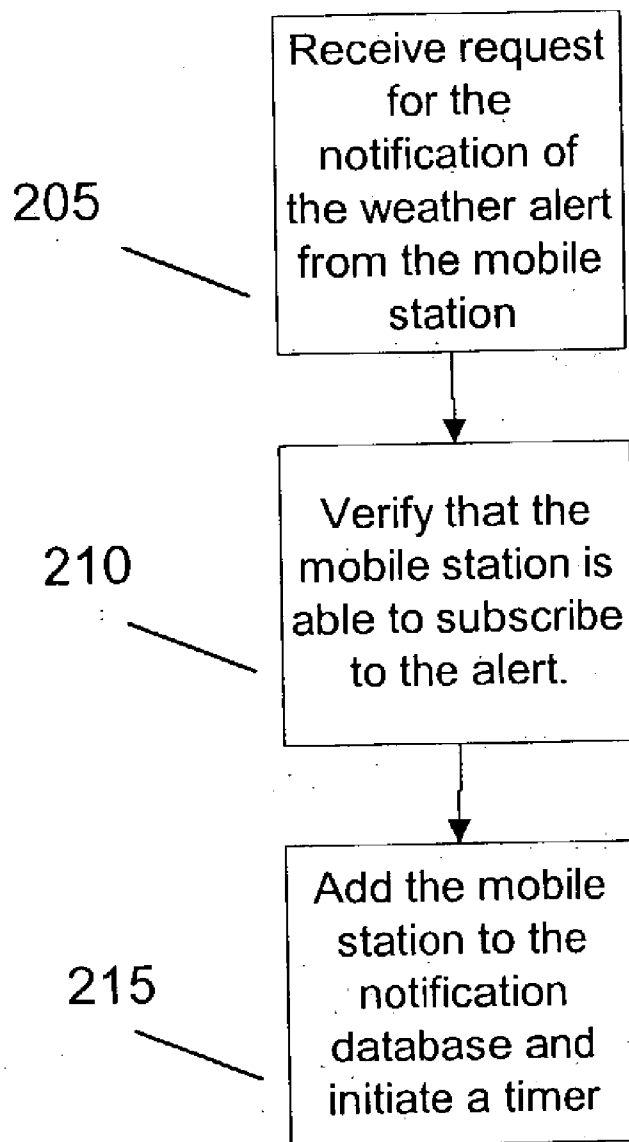 Receive request
for the
notification of
the weather alert
from the mobile
station
205
Verify that the
mobile station is
able to subscribe
to the alert.
210
Add the mobile
station to the
notification
database and
initiate a timer
215